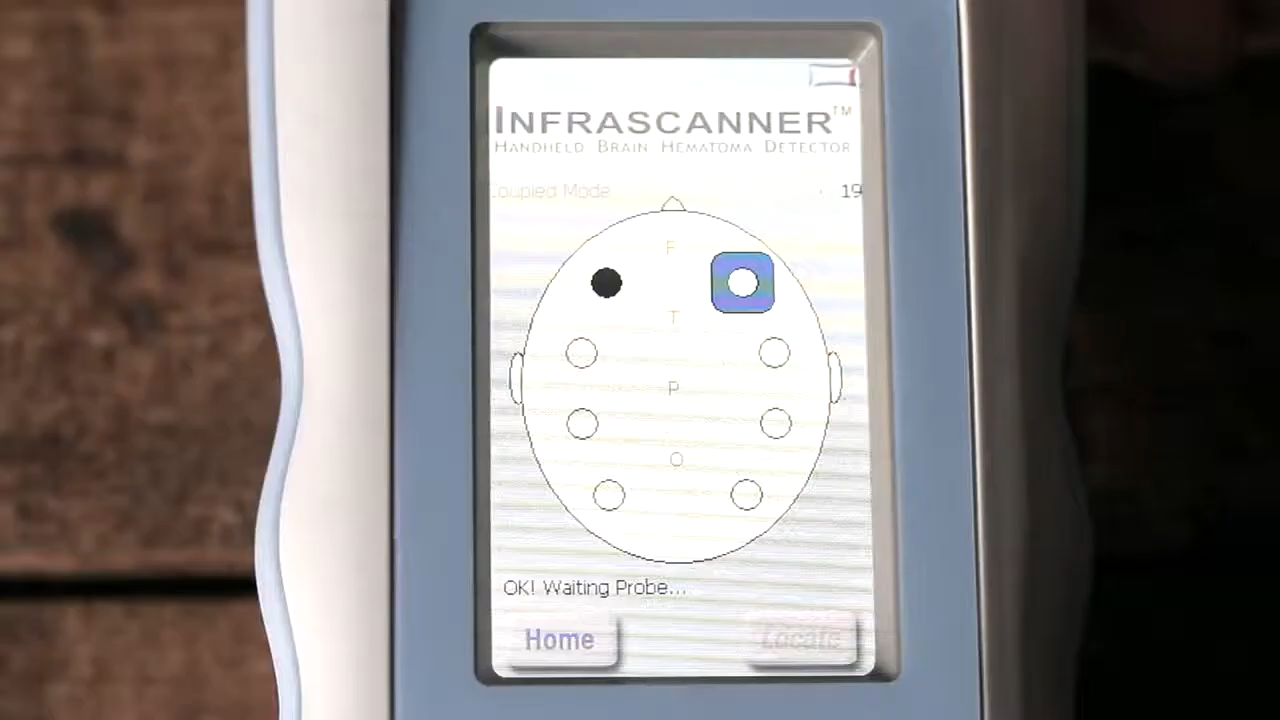 INFRASCANNER™
HANDHELD BRAIN HEMATOMA DETECTOR
Coupled Mode 19
F
T
P
O
OK! Waiting Probe...
Home Locate